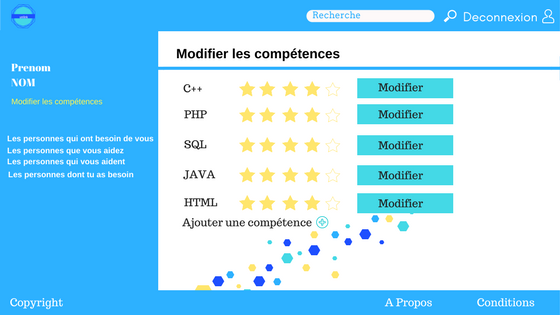 Recherche
Deconnexion
Prenom
NOM
Modifier les compétences
Les personnes qui ont besoin de vous
Les personnes que vous aidez
Les personnes qui vous aident
Les personnes dont tu as besoin
Modifier les compétences
C++ Modifier
PHP Modifier
SQL Modifier
JAVA Modifier
HTML Modifier
Ajouter une compétence
Copyright
A Propos
Conditions